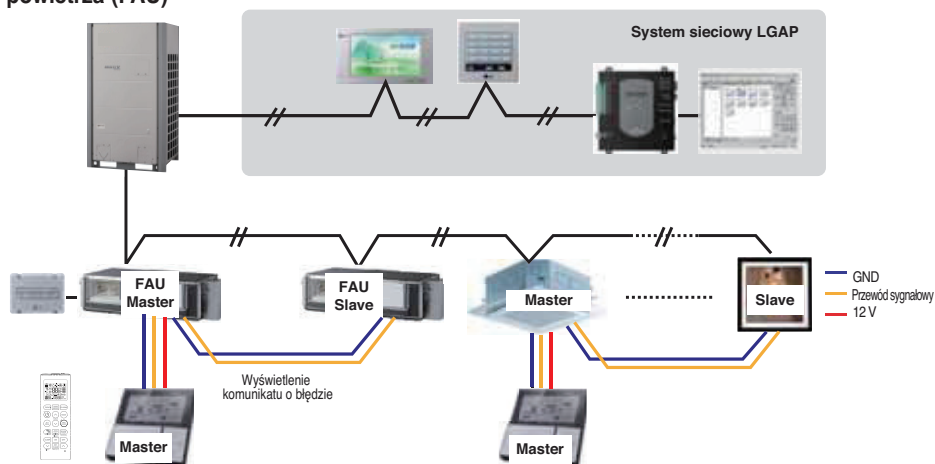 powietrza (FAU)
System sieciowy LGAP
FAU
Master
FAU
Slave
Master
Slave
GND
Przewód sygnałowy
12 V
Wyświetlenie
komunikatu o błędzie
Master
Master